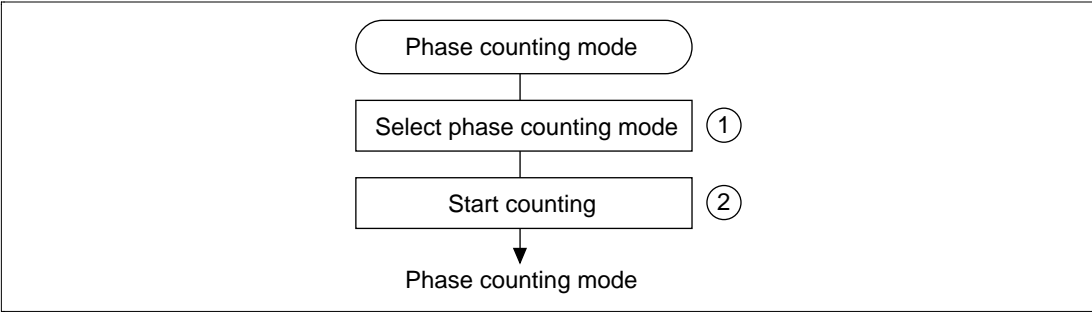 Phase counting mode
Select phase counting mode 1
Start counting 2
Phase counting mode